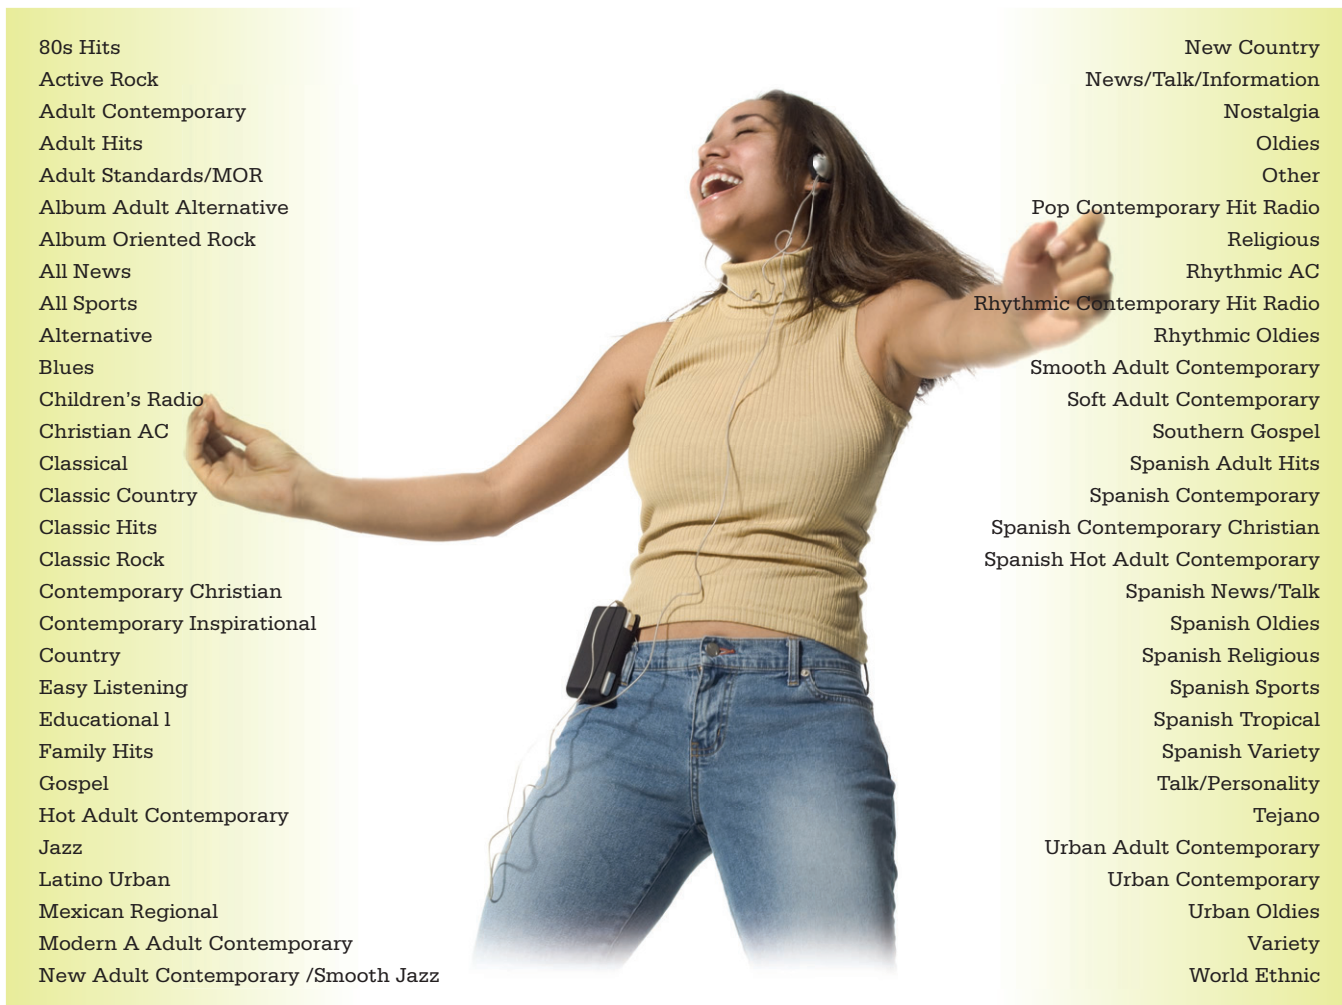 80s Hits
Active Rock
Adult Contemporary
Adult Hits
Adult Standards/MOR
Album Adult Alternative
Album Oriented Rock
All News
All Sports
Alternative
Blues
Children's Radio
Christian AC
Classical
Classic Country
Classic Hits
Classic Rock
Contemporary Christian
Contemporary Inspirational
Country
Easy Listening
Educational l
Family Hits
Gospel
Hot Adult Contemporary
Jazz
Latino Urban
Mexican Regional
Modern A Adult Contemporary
New Adult Contemporary /Smooth Jazz
New Country
News/Talk/Information
Nostalgia
Oldies
Other
Pop Contemporary Hit Radio
Religious
Rhythmic AC
Rhythmic Contemporary Hit Radio
Rhythmic Oldies
Smooth Adult Contemporary
Soft Adult Contemporary
Southern Gospel
Spanish Adult Hits
Spanish Contemporary
Spanish Contemporary Christian
Spanish Hot Adult Contemporary
Spanish News/Talk
Spanish Oldies
Spanish Religious
Spanish Sports
Spanish Tropical
Spanish Variety
Talk/Personality
Tejano
Urban Adult Contemporary
Urban Contemporary
Urban Oldies
Variety
World Ethnic